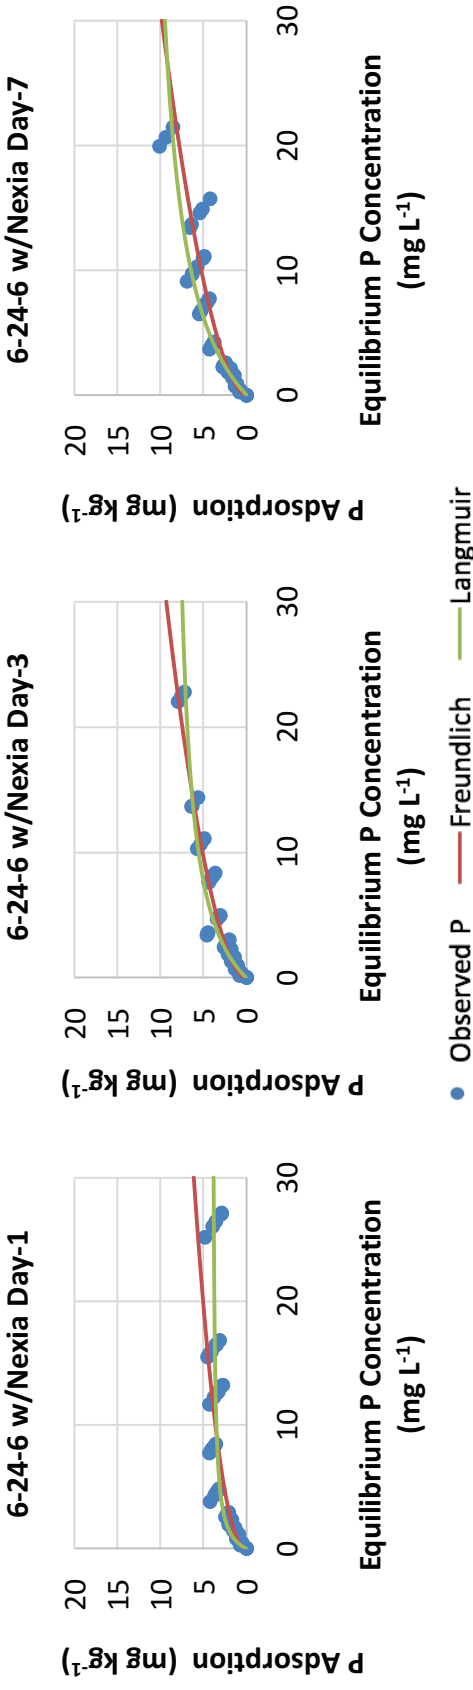 6-24-6 w/Nexia Day-1
20
15
10
5
0
P Adsorption (mg kg⁻¹)
0 10 20 30
Equilibrium P Concentration
(mg L⁻¹)
6-24-6 w/Nexia Day-3
20
15
10
5
0
P Adsorption (mg kg⁻¹)
0 10 20 30
Equilibrium P Concentration
(mg L⁻¹)
6-24-6 w/Nexia Day-7
20
15
10
5
0
P Adsorption (mg kg⁻¹)
0 10 20 30
Equilibrium P Concentration
(mg L⁻¹)
Observed P Freundlich Langmuir